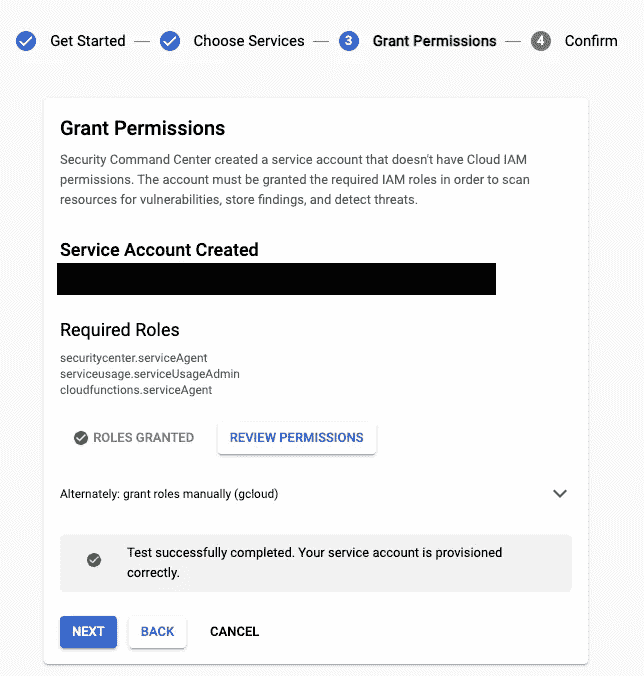 Get Started
Choose Services
3 Grant Permissions
4 Confirm
Grant Permissions
Security Command Center created a service account that doesn't have Cloud IAM
permissions. The account must be granted the required IAM roles in order to scan
resources for vulnerabilities, store findings, and detect threats.
Service Account Created
Required Roles
securitycenter.serviceAgent
serviceusage.serviceUsageAdmin
cloudfunctions.serviceAgent
ROLES GRANTED
REVIEW PERMISSIONS
Alternately: grant roles manually (gcloud)
Test successfully completed. Your service account is provisioned
correctly.
NEXT
BACK
CANCEL